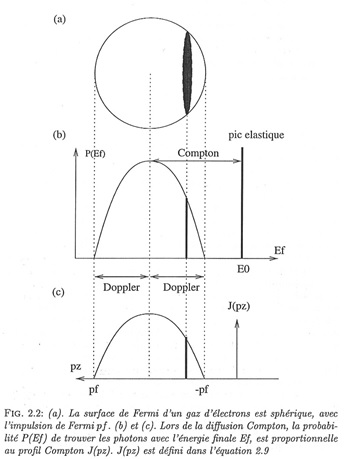 (a)
(b)
P(Ef)
Compton
pic elastique
Ef
E0
Doppler
Doppler
(c)
J(pz)
pz
pf
-pf
FIG. 2.2: (a). La surface de Fermi d'un gaz d'électrons est sphérique, avec
l'impulsion de Fermi pf. (b) et (c). Lors de la diffusion Compton, la probabi-
lité P(Ef) de trouver les photons avec l'énergie finale Ef, est proportionnelle
au profil Compton J(pz). J(pz) est défini dans l'équation 2.9